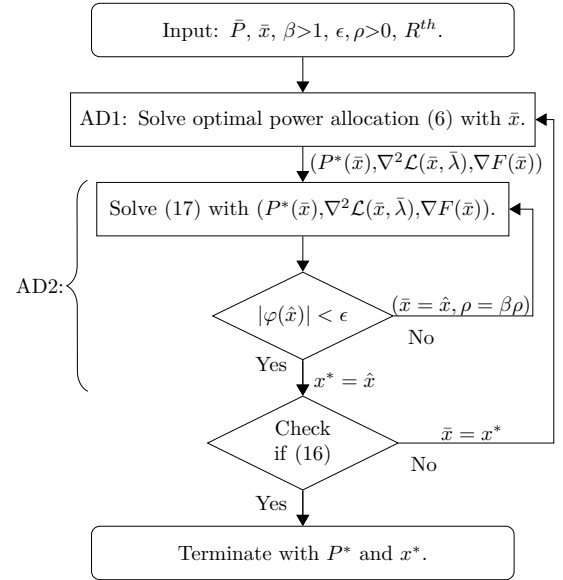 Input: P̄, x̄, β>1, ϵ,ρ>0, R^{th}.
AD1: Solve optimal power allocation (6) with x̄.
(P*(x̄),∇²ℒ(x̄, λ̄),∇F(x̄))
Solve (17) with (P*(x̄),∇²ℒ(x̄, λ̄),∇F(x̄)).
AD2:
|φ(x̂)| < ϵ
(x̄ = x̂, ρ = βρ)
No
Yes
x* = x̂
Check
if (16)
x̄ = x*
No
Yes
Terminate with P* and x*.